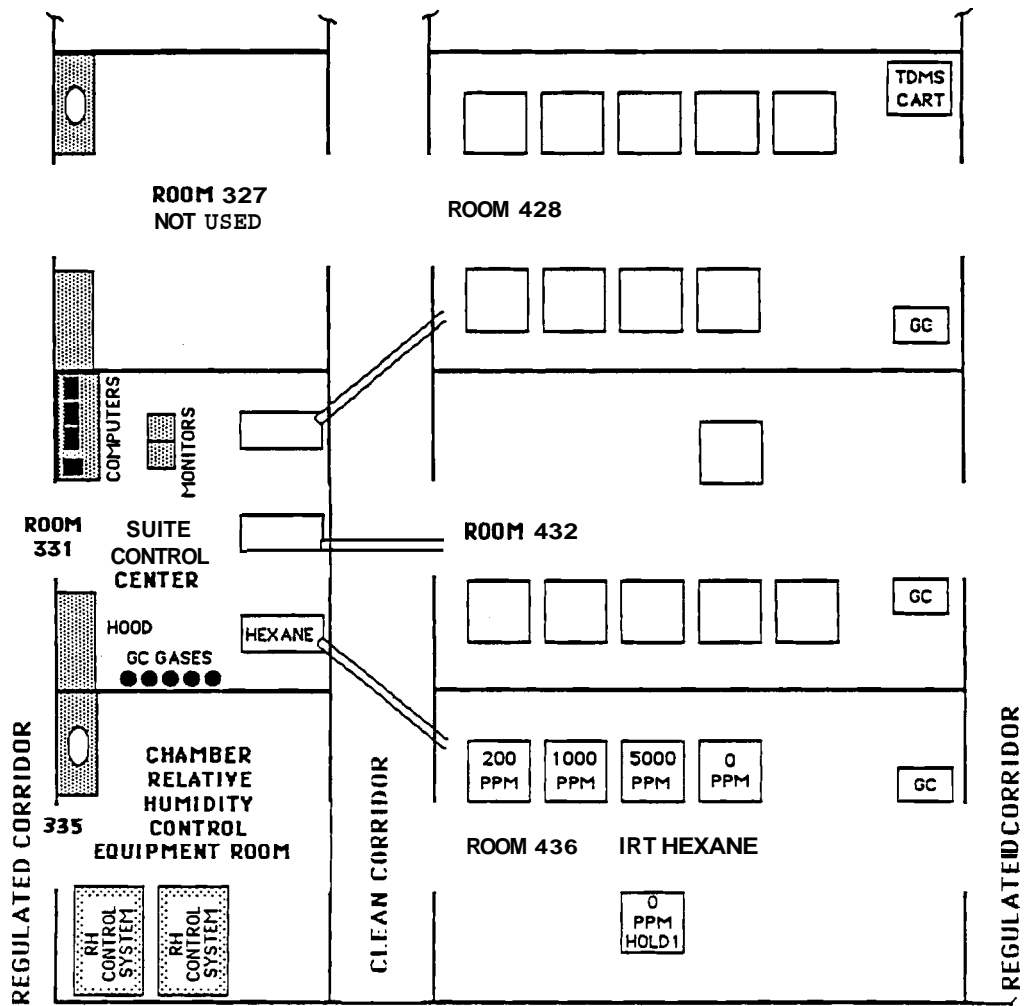 TDMS
CART
ROOM 327
NOT USED
ROOM 428
GC
COMPUTERS
MONITORS
ROOM
331
SUITE
CONTROL
CENTER
ROOM 432
HOOD
GC GASES
HEXANE
GC
REGULATED CORRIDOR
335
CHAMBER
RELATIVE
HUMIDITY
CONTROL
EQUIPMENT ROOM
RH
CONTROL
SYSTEM
RH
CONTROL
SYSTEM
CLEAN CORRIDOR
200
PPM
1000
PPM
5000
PPM
0
PPM
GC
ROOM 436 IRT HEXANE
0
PPM
HOLD1
REGULATED CORRIDOR